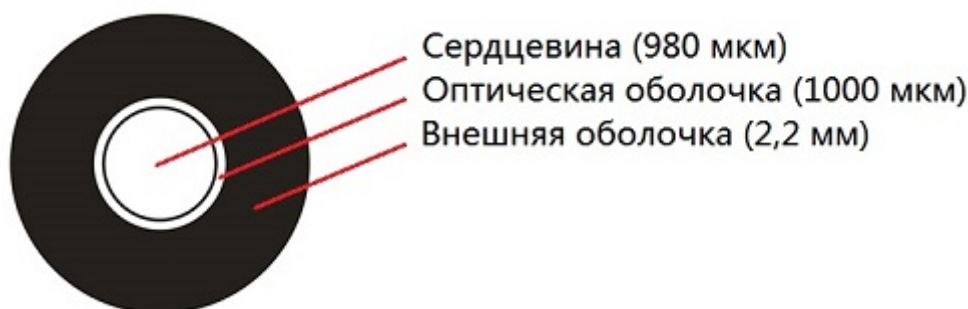 Сердцевина (980 мкм)
Оптическая оболочка (1000 мкм)
Внешняя оболочка (2,2 мм)